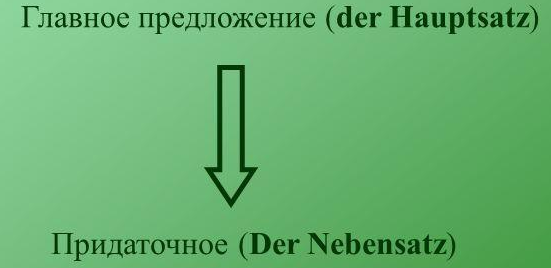 Главное предложение (der Hauptsatz)
Придаточное (Der Nebensatz)